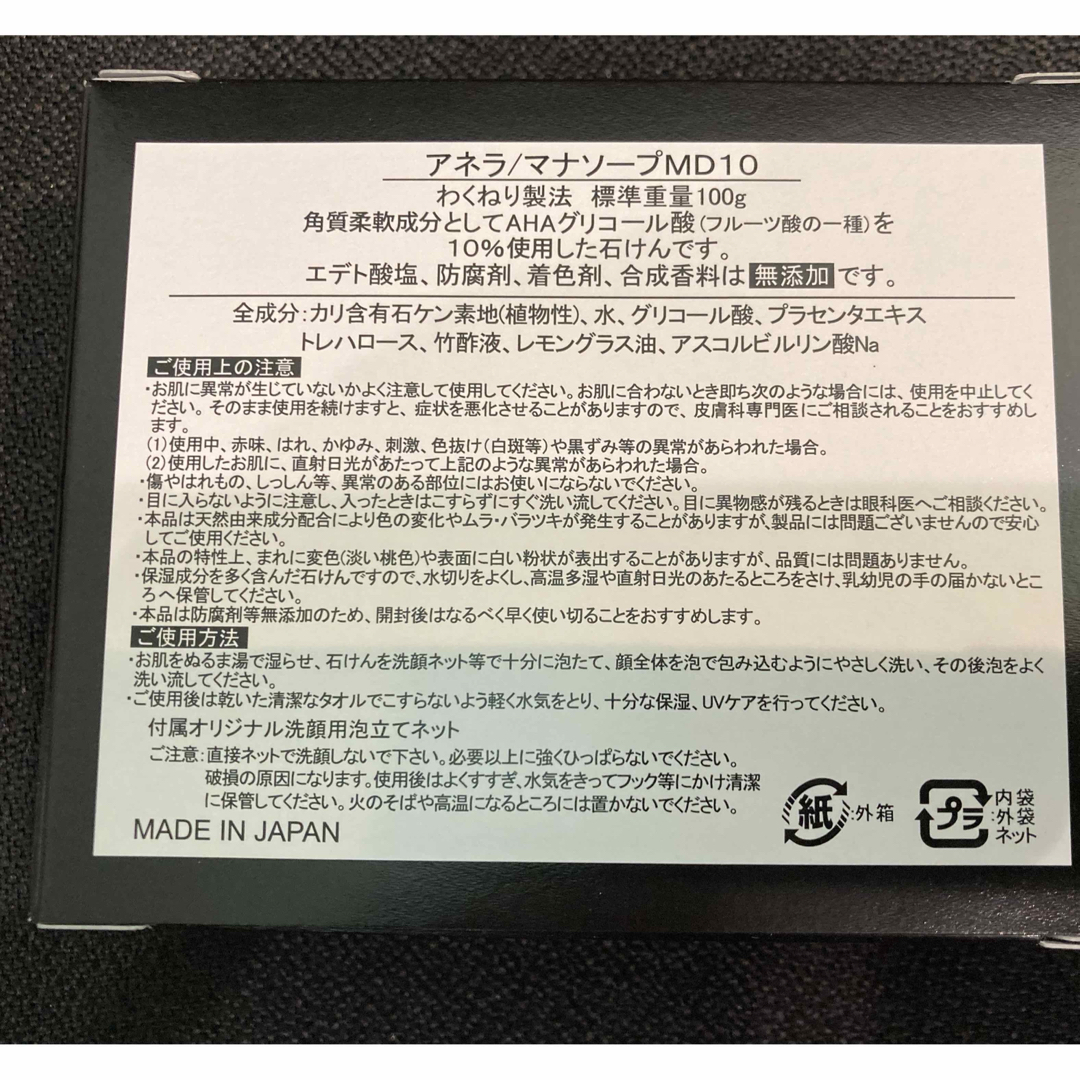 アネラ/マナソープMD10
わくねり製法 標準重量100g
角質柔軟成分としてAHAグリコール酸(フルーツ酸の一種)を
10%使用した石けんです。
エデト酸塩、防腐剤、着色剤、合成香料は 無添加 です。
全成分:カリ含有石ケン素地(植物性)、水、グリコール酸、プラセンタエキス
トレハロース、竹酢液、レモングラス油、アスコルビルリン酸Na
ご使用上の注意
・お肌に異常が生じていないかよく注意して使用してください。お肌に合わないとき即ち次のような場合には、使用を中止してく
ださい。そのまま使用を続けますと、症状を悪化させることがありますので、皮膚科専門医にご相談されることをおすすめし
ます。
(1)使用中、赤味、はれ、かゆみ、刺激、色抜け(白斑等)や黒ずみ等の異常があらわれた場合。
(2)使用したお肌に、直射日光があたって上記のような異常があらわれた場合。
・傷やはれもの、しっしん等、異常のある部位にはお使いにならないでください。
・目に入らないように注意し、入ったときはこすらずにすぐ洗い流してください。目に異物感が残るときは眼科医へご相談ください。
・本品は天然由来成分配合により色の変化やムラ・バラツキが発生することがありますが、製品には問題ございませんので安心
してご使用ください。
・本品の特性上、まれに変色(淡い桃色)や表面に白い粉状が表出することがありますが、品質には問題ありません。
・保湿成分を多く含んだ石けんですので、水切りをよくし、高温多湿や直射日光のあたるところをさけ、乳幼児の手の届かないとこ
ろへ保管してください。
・本品は防腐剤等無添加のため、開封後はなるべく早く使い切ることをおすすめします。
ご使用方法
・お肌をぬるま湯で湿らせ、石けんを洗顔ネット等で十分に泡たて、顔全体を泡で包み込むようにやさしく洗い、その後泡をよく
洗い流してください。
・ご使用後は乾いた清潔なタオルでこすらないよう軽く水気をとり、十分な保湿、UVケアを行ってください。
付属オリジナル洗顔用泡立てネット
ご注意:直接ネットで洗顔しないで下さい。必要以上に強くひっぱらないでください。
破損の原因になります。使用後はよくすすぎ、水気をきってフック等にかけ清潔
に保管してください。火のそばや高温になるところには置かないでください。
紙 :外箱
プラ 内袋
:外袋
ネット
MADE IN JAPAN